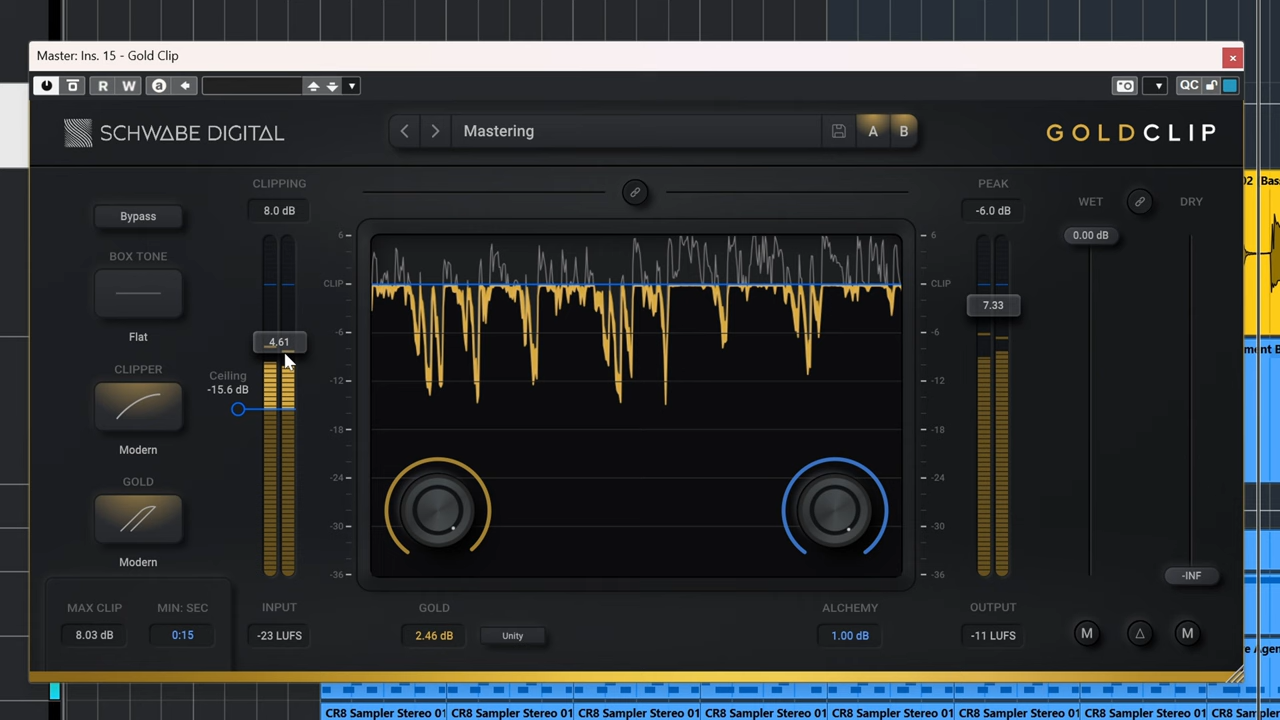 Master: Ins. 15 - Gold Clip
R W a QC
SCHWABE DIGITAL
Mastering
A B
GOLDCLIP
CLIPPING
8.0 dB
PEAK
-6.0 dB
WET
DRY
0.00 dB
Bypass
BOX TONE
Flat
CLIPPER
Modern
GOLD
Modern
4.61
Ceiling
-15.6 dB
6
CLIP
-6
-12
-18
-24
-30
-36
6
CLIP
-6
-12
-18
-24
-30
-36
7.33
-INF
MAX CLIP
8.03 dB
MIN: SEC
0:15
INPUT
-23 LUFS
GOLD
2.46 dB
Unity
ALCHEMY
1.00 dB
OUTPUT
-11 LUFS
M
M
CR8 Sampler Stereo 01
CR8 Sampler Stereo 01
CR8 Sampler Stereo 01
CR8 Sampler Stereo 01
CR8 Sampler Stereo 01
CR8 Sampler Stereo 01
CR8 Sampler Stereo 01